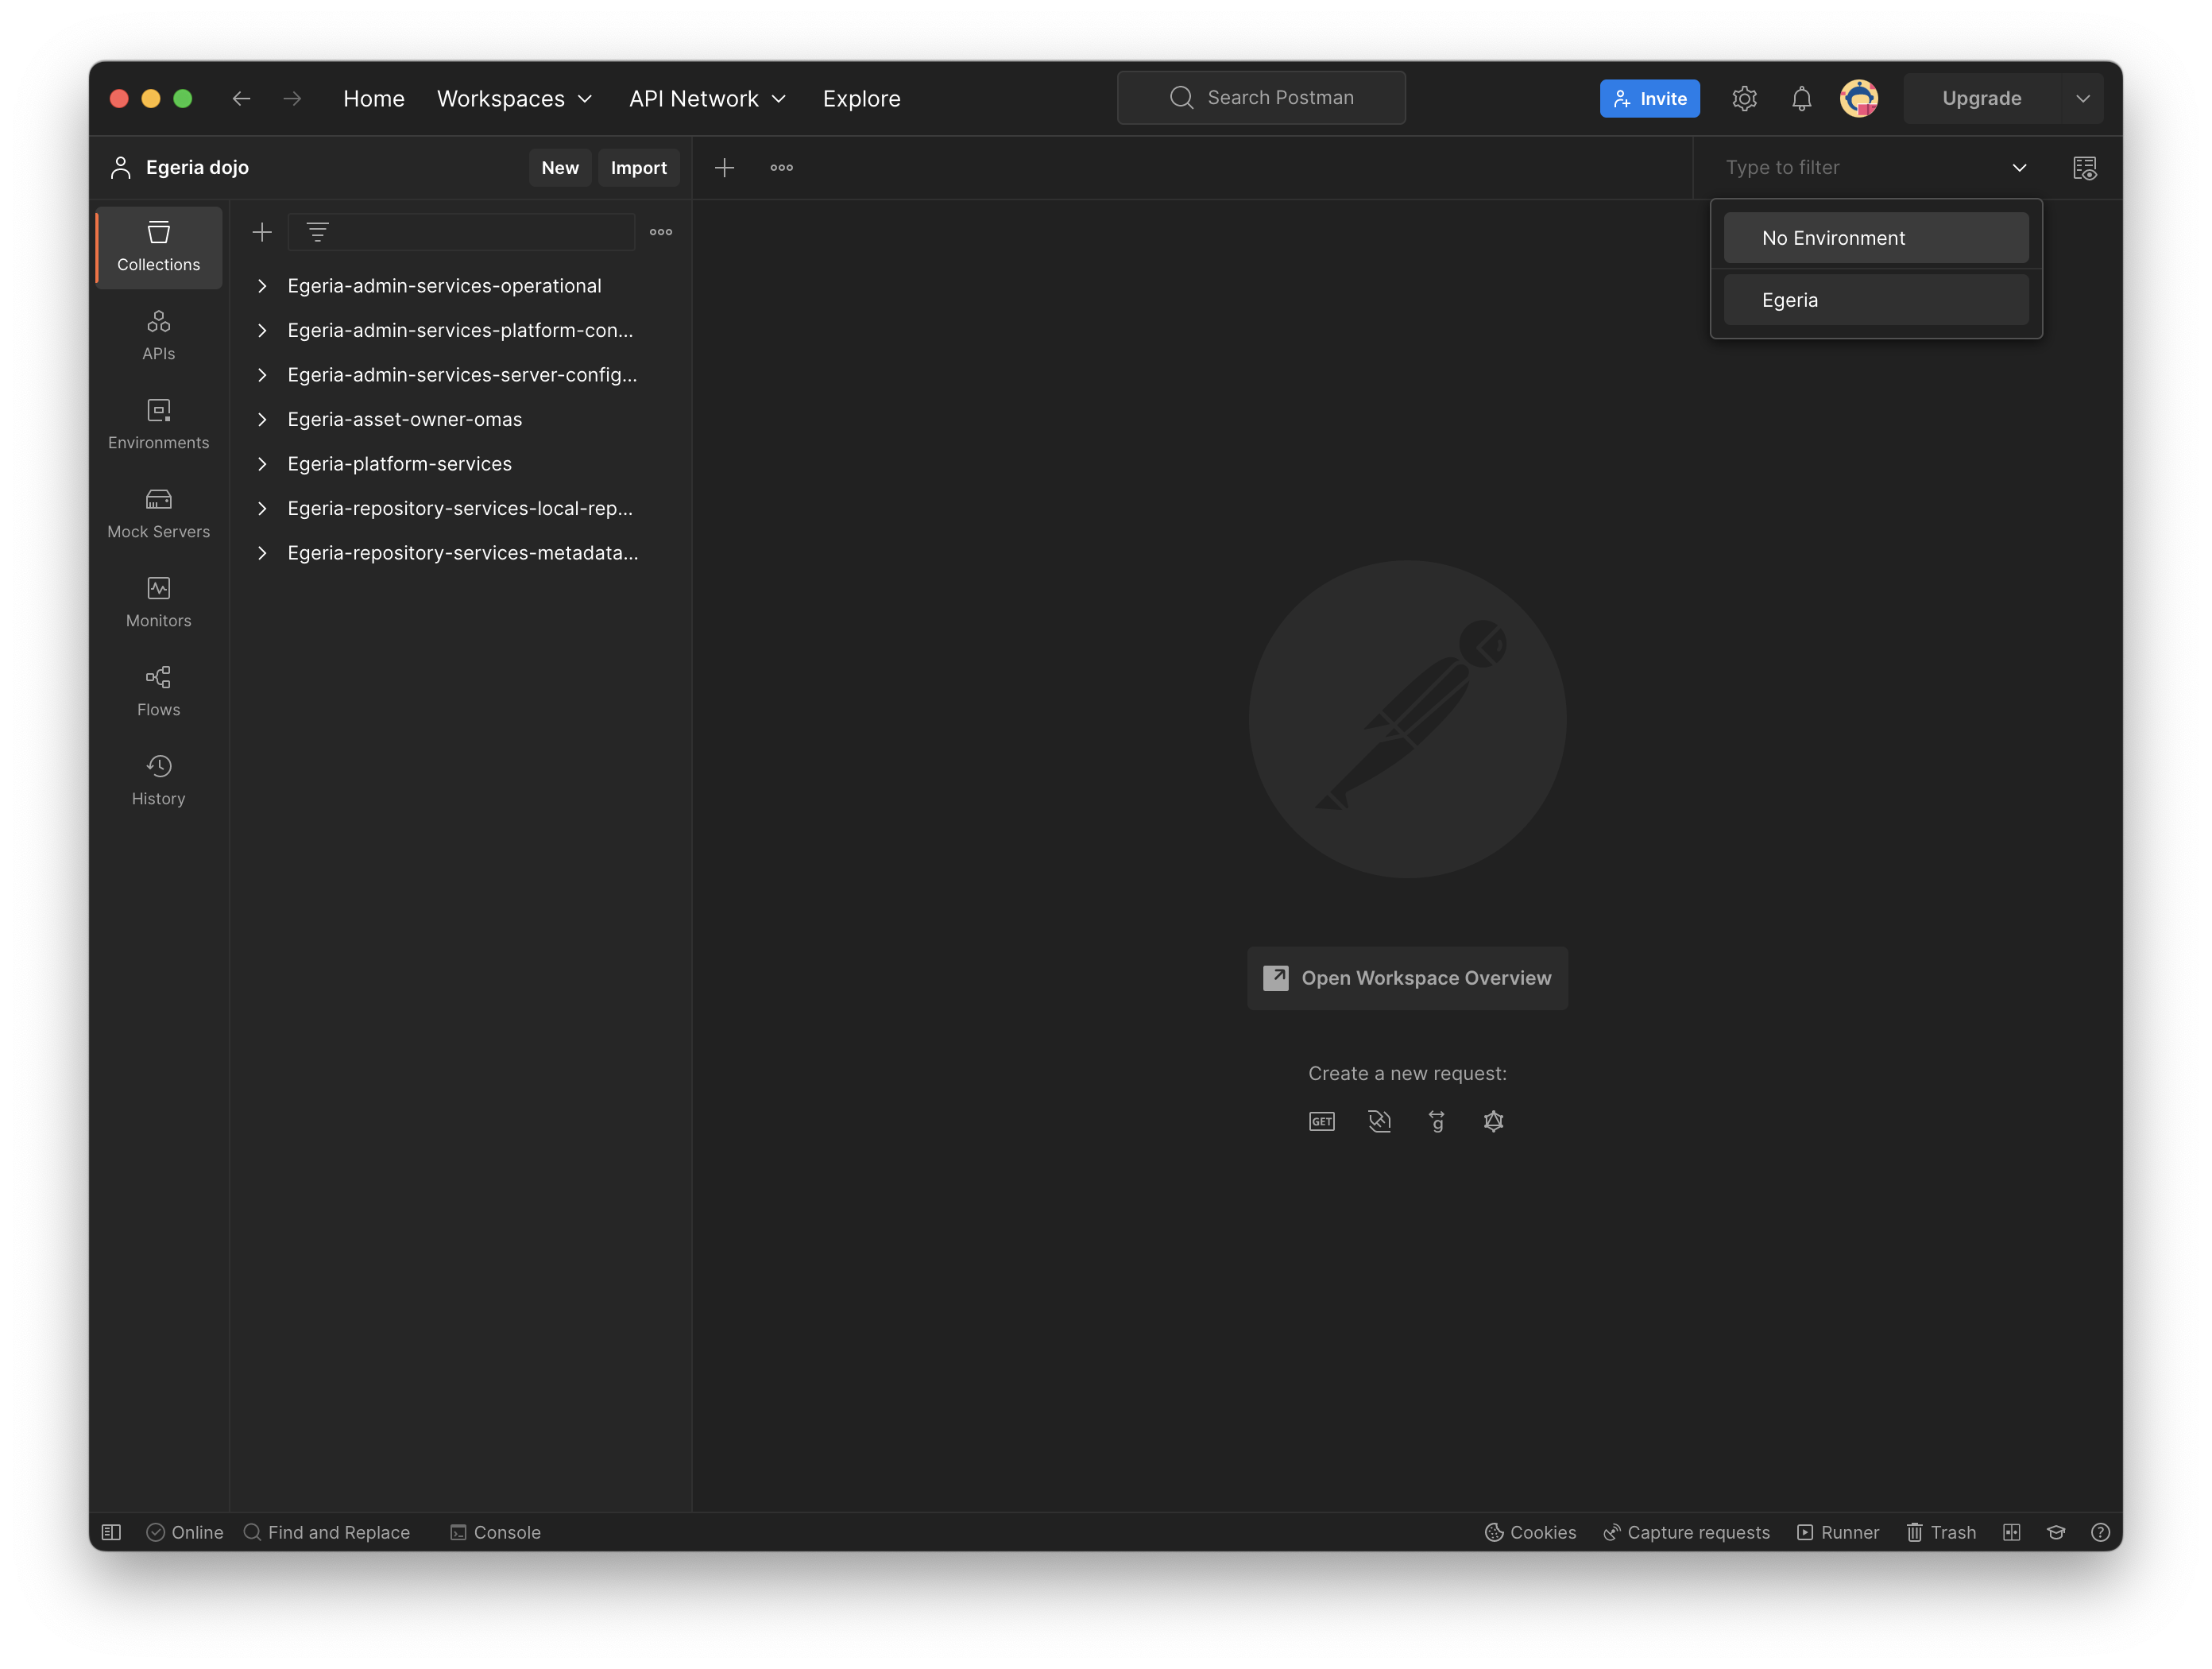 Home Workspaces API Network Explore Search Postman Invite Upgrade
Egeria dojo New Import Type to filter
Collections
APIs
Environments
Mock Servers
Monitors
Flows
History
Egeria-admin-services-operational
Egeria-admin-services-platform-con...
Egeria-admin-services-server-config...
Egeria-asset-owner-omas
Egeria-platform-services
Egeria-repository-services-local-rep...
Egeria-repository-services-metadata...
No Environment
Egeria
Open Workspace Overview
Create a new request:
GET
g
Online Find and Replace Console Cookies Capture requests Runner Trash